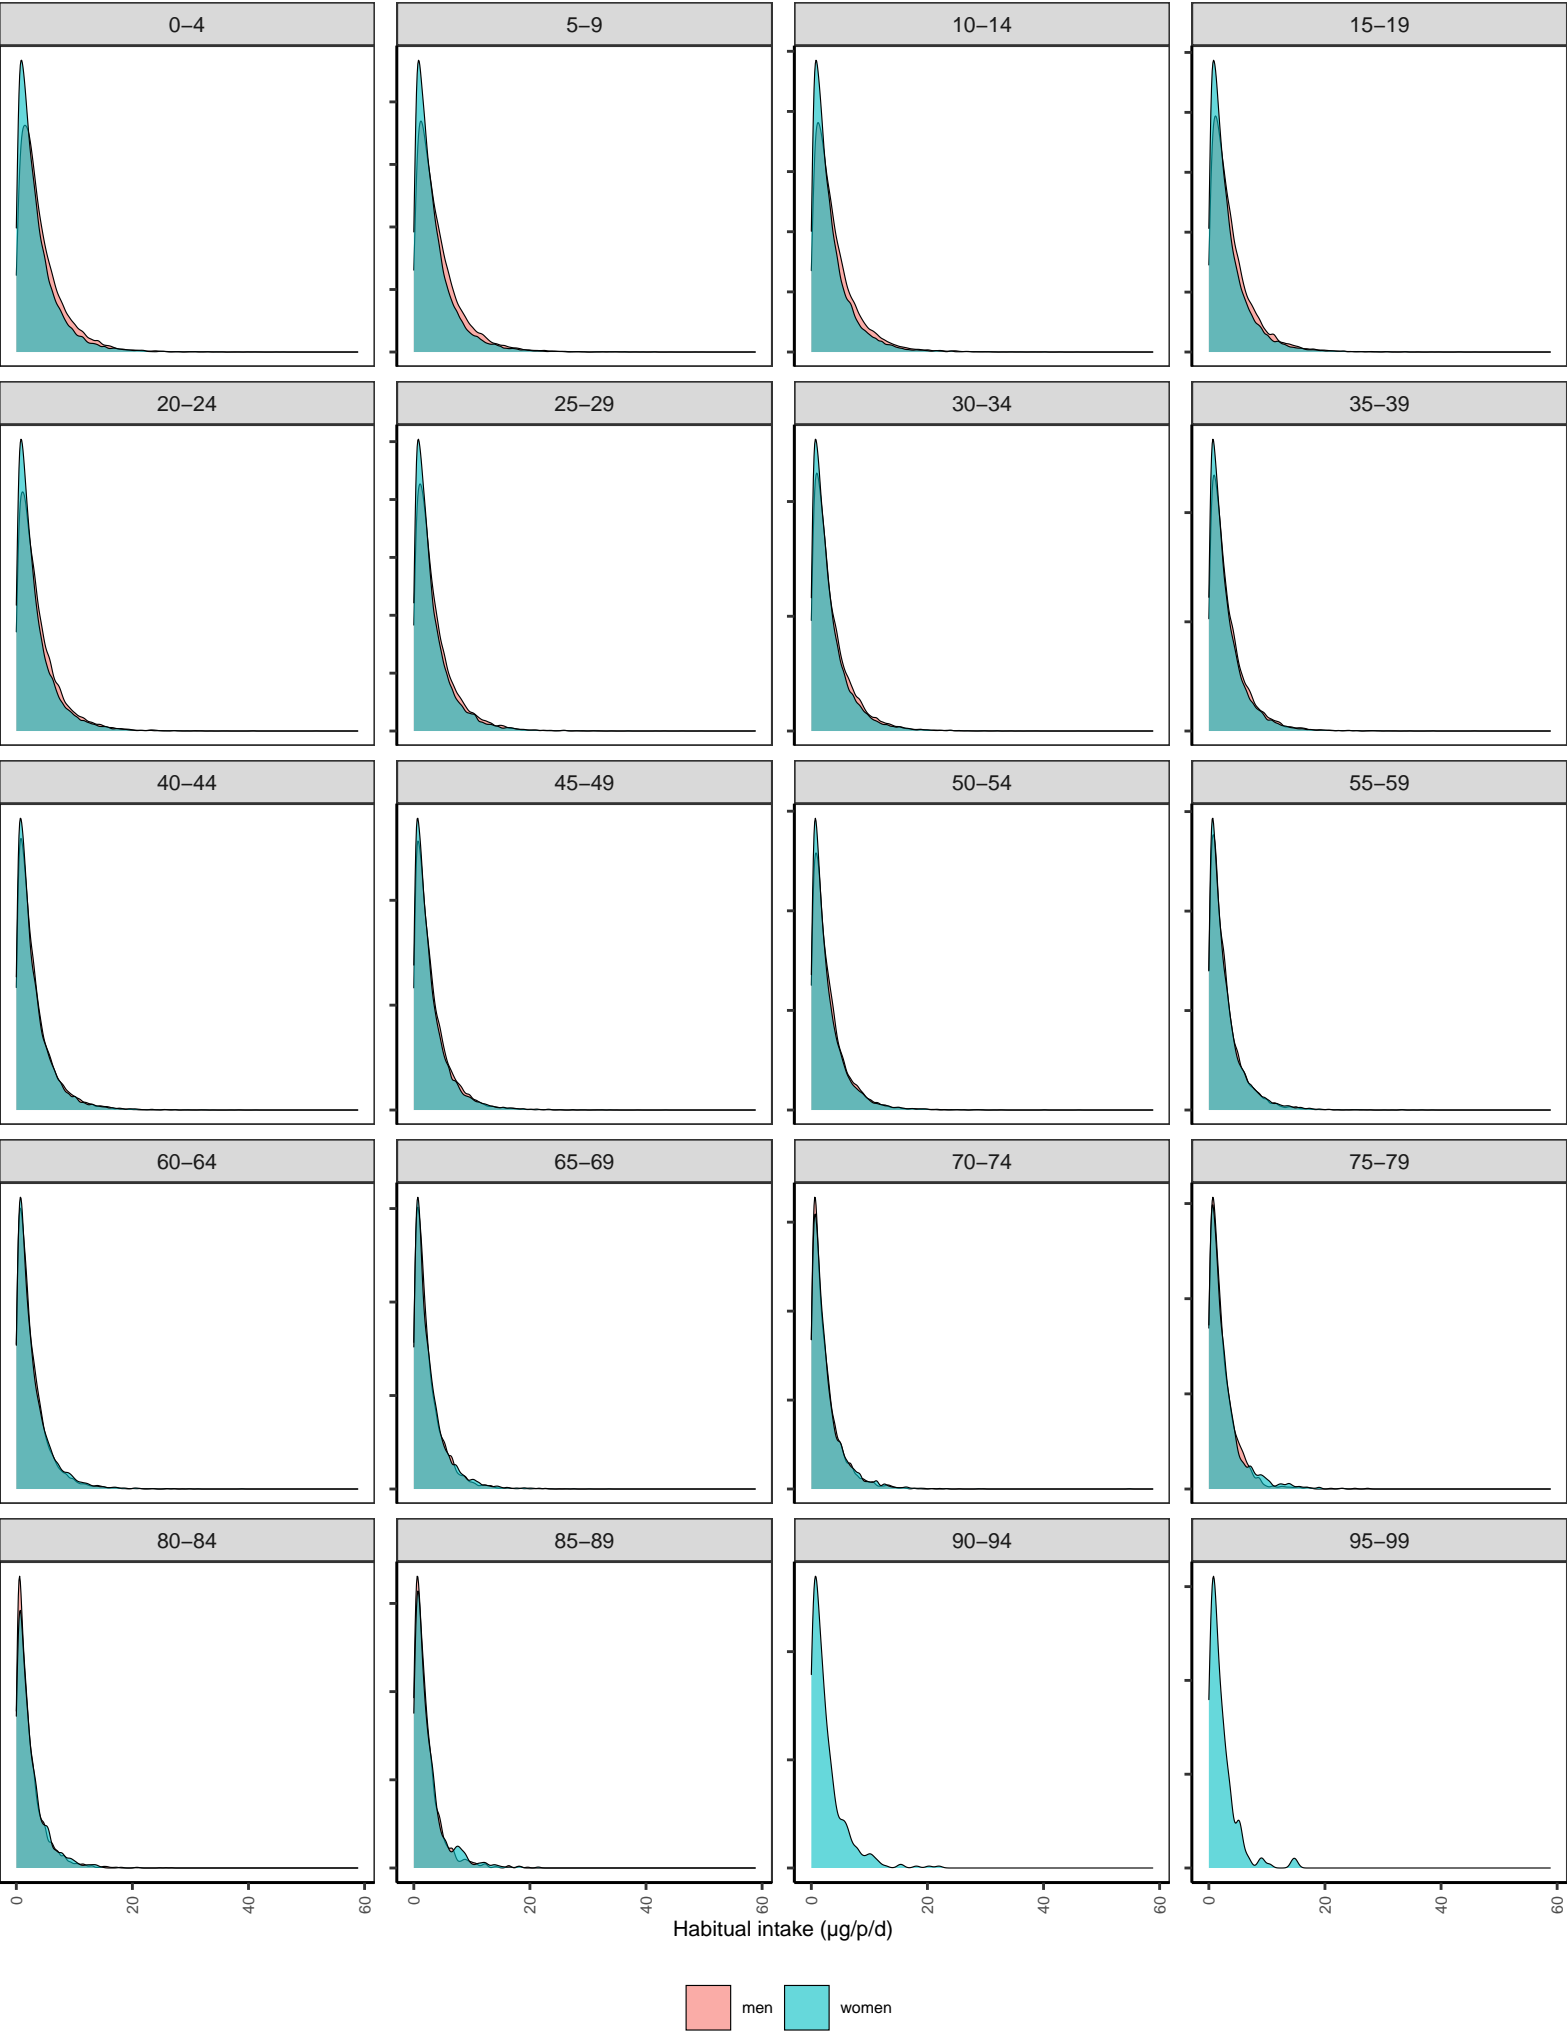 0–4 5–9 10–14 15–19
20–24 25–29 30–34 35–39
40–44 45–49 50–54 55–59
60–64 65–69 70–74 75–79
80–84 85–89 90–94 95–99
0 20 40 60 0 20 40 60 0 20 40 60 0 20 40 60
Habitual intake (µg/p/d)
men women